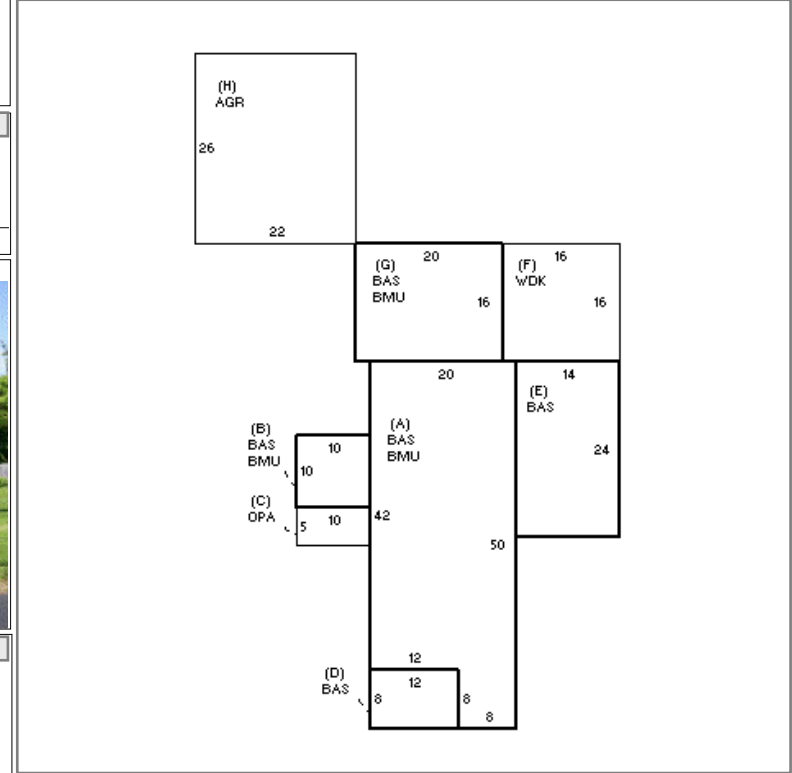 (H)
AGR
26
22
(G)
BAS
BMU
20
16
(F)
WDK
16
16
20
14
(E)
BAS
24
(A)
BAS
BMU
(B)
BAS
BMU
10
10
(C)
OPA
5
10
42
50
12
(D)
BAS
12
8
8
8